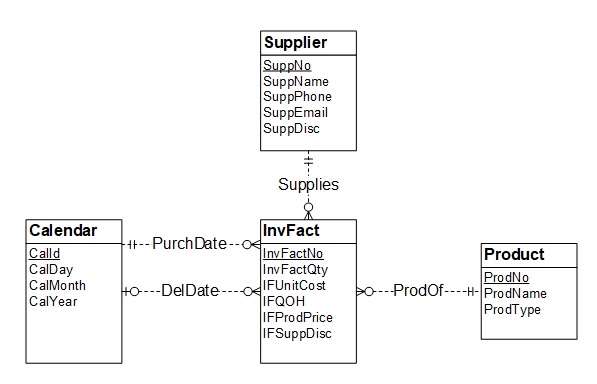 Supplier
SuppNo
SuppName
SuppPhone
SuppEmail
SuppDisc
Supplies
Calendar
CalId
CalDay
CalMonth
CalYear
PurchDate
DelDate
InvFact
InvFactNo
InvFactQty
IFUnitCost
IFQOH
IFProdPrice
IFSuppDisc
ProdOf
Product
ProdNo
ProdName
ProdType